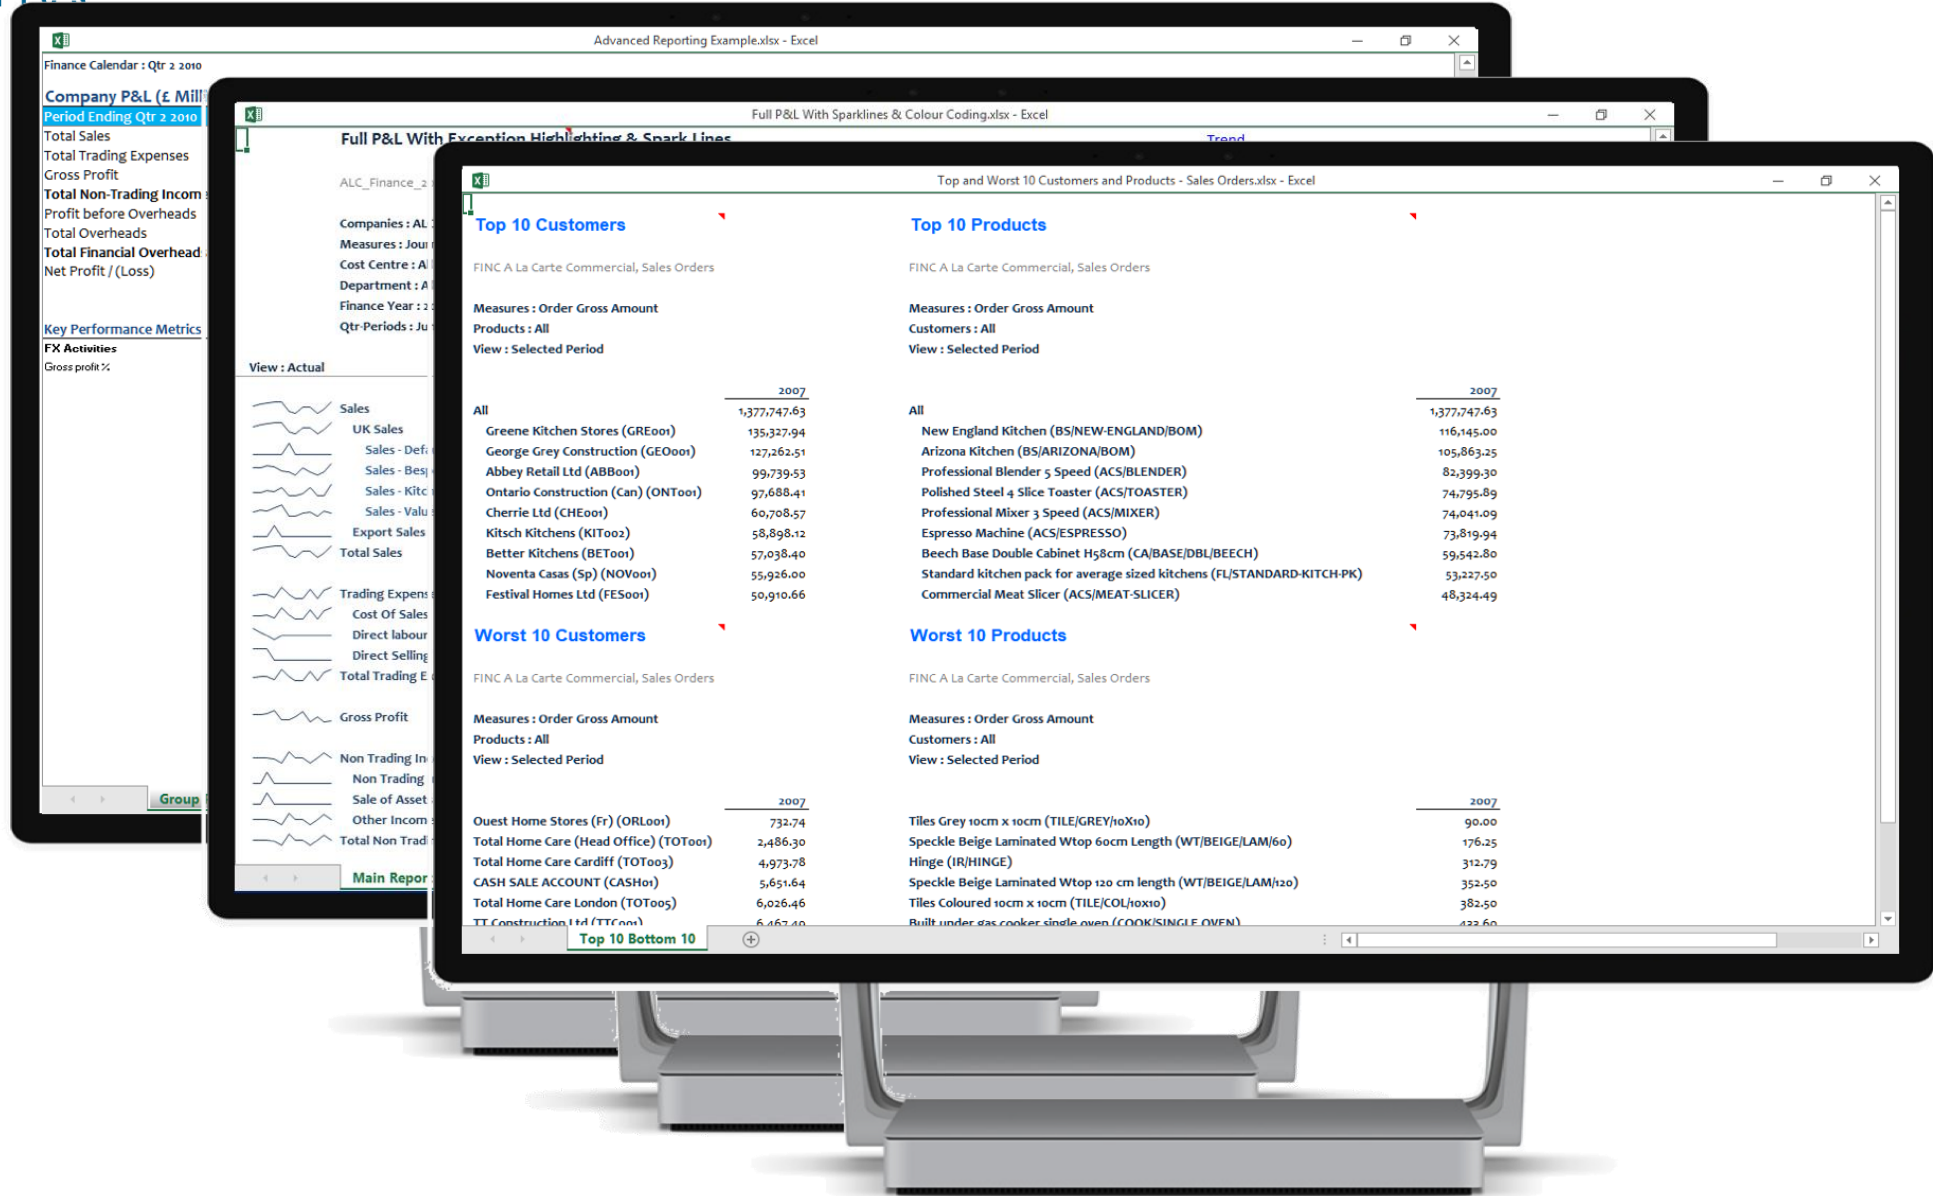 Advanced Reporting Example.xlsx - Excel
Finance Calendar : Qtr 2 2010
Company P&L (£ Mill
Period Ending Qtr 2 2010
Total Sales
Total Trading Expenses
Gross Profit
Total Non-Trading Incom
Profit before Overheads
Total Overheads
Total Financial Overhead
Net Profit / (Loss)
Key Performance Metrics
FX Activities
Gross profit %
Group
Full P&L With Sparklines & Colour Coding.xlsx - Excel
Full P&L With Exception Highlighting & Spark Lines
Trend
ALC_Finance_2
Companies : AL
Measures : Jour
Cost Centre : Al
Department : A
Finance Year : 2
Qtr-Periods : Ju
View : Actual
Sales
UK Sales
Sales - Defa
Sales - Besp
Sales - Kitc
Sales - Valu
Export Sales
Total Sales
Trading Expens
Cost Of Sales
Direct labour
Direct Selling
Total Trading E
Gross Profit
Non Trading In
Non Trading
Sale of Asset
Other Incom
Total Non Tradi
Main Repor
Top and Worst 10 Customers and Products - Sales Orders.xlsx - Excel
Top 10 Customers
FINC A La Carte Commercial, Sales Orders
Measures : Order Gross Amount
Products : All
View : Selected Period
2007
All 1,377,747.63
Greene Kitchen Stores (GRE001) 135,327.94
George Grey Construction (GEO001) 127,262.51
Abbey Retail Ltd (ABB001) 99,739.53
Ontario Construction (Can) (ONT001) 97,688.41
Cherrie Ltd (CHE001) 60,708.57
Kitsch Kitchens (KIT002) 58,898.12
Better Kitchens (BET001) 57,038.40
Noventa Casas (Sp) (NOV001) 55,926.00
Festival Homes Ltd (FES001) 50,910.66
Top 10 Products
FINC A La Carte Commercial, Sales Orders
Measures : Order Gross Amount
Customers : All
View : Selected Period
2007
All 1,377,747.63
New England Kitchen (BS/NEW-ENGLAND/BOM) 116,145.00
Arizona Kitchen (BS/ARIZONA/BOM) 105,863.25
Professional Blender 5 Speed (ACS/BLENDER) 82,399.30
Polished Steel 4 Slice Toaster (ACS/TOASTER) 74,795.89
Professional Mixer 3 Speed (ACS/MIXER) 74,041.09
Espresso Machine (ACS/ESPRESSO) 73,819.94
Beech Base Double Cabinet H58cm (CA/BASE/DBL/BEECH) 59,542.80
Standard kitchen pack for average sized kitchens (FL/STANDARD-KITCH-PK) 53,227.50
Commercial Meat Slicer (ACS/MEAT-SLICER) 48,324.49
Worst 10 Customers
FINC A La Carte Commercial, Sales Orders
Measures : Order Gross Amount
Products : All
View : Selected Period
2007
Ouest Home Stores (Fr) (ORL001) 732.74
Total Home Care (Head Office) (TOT001) 2,486.30
Total Home Care Cardiff (TOT003) 4,973.78
CASH SALE ACCOUNT (CASH01) 5,651.64
Total Home Care London (TOT005) 6,026.46
TT Construction Ltd (TTC001) 6,467.40
Worst 10 Products
FINC A La Carte Commercial, Sales Orders
Measures : Order Gross Amount
Customers : All
View : Selected Period
2007
Tiles Grey 10cm x 10cm (TILE/GREY/10X10) 90.00
Speckle Beige Laminated Wtop 60cm Length (WT/BEIGE/LAM/60) 176.25
Hinge (IR/HINGE) 312.79
Speckle Beige Laminated Wtop 120 cm length (WT/BEIGE/LAM/120) 352.50
Tiles Coloured 10cm x 10cm (TILE/COL/10x10) 382.50
Built under gas cooker single oven (COOK/SINGLE OVEN) 433.60
Top 10 Bottom 10